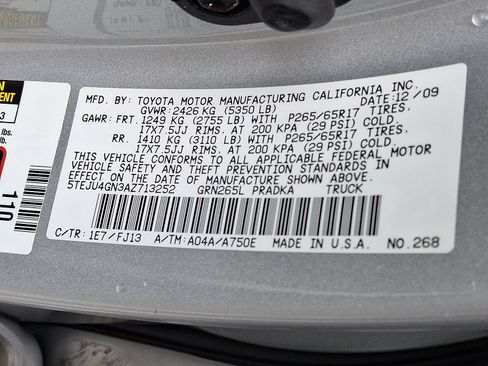 MFD. BY: TOYOTA MOTOR MANUFACTURING CALIFORNIA INC.
GVWR: 2426 KG (5350 LB) DATE: 12/09
GAWR: FRT. 1249 KG (2755 LB) WITH P265/65R17 TIRES.
17X7.5JJ RIMS. AT 200 KPA (29 PSI) COLD.
RR. 1410 KG (3110 LB) WITH P265/65R17 TIRES.
17X7.5JJ RIMS. AT 200 KPA (29 PSI) COLD.
THIS VEHICLE CONFORMS TO ALL APPLICABLE FEDERAL MOTOR
VEHICLE SAFETY AND THEFT PREVENTION STANDARDS IN
EFFECT ON THE DATE OF MANUFACTURE SHOWN ABOVE.
5TEJU4GN3AZ713252 GRN265L PRADKA TRUCK
C/TR: 1E7/FJ13 A/TM: A04A/A750E MADE IN U.S.A. NO.268
3
lbs.
lbs.
110